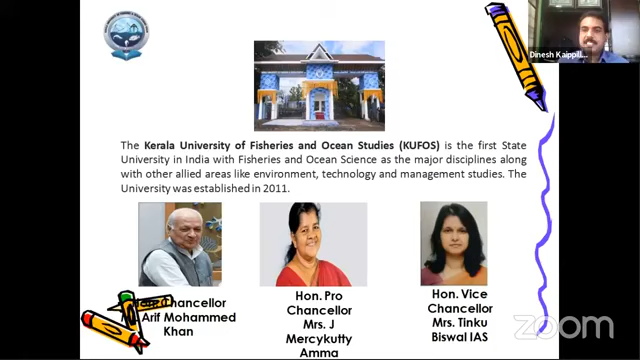 Dinesh Kaippill...
The Kerala University of Fisheries and Ocean Studies (KUFOS) is the first State
University in India with Fisheries and Ocean Science as the major disciplines along
with other allied areas like environment, technology and management studies. The
University was established in 2011.
Chancellor
Arif Mohammed
Khan
Hon. Pro
Chancellor
Mrs. J
Mercykutty
Amma
Hon. Vice
Chancellor
Mrs. Tinku
Biswal IAS
zoom